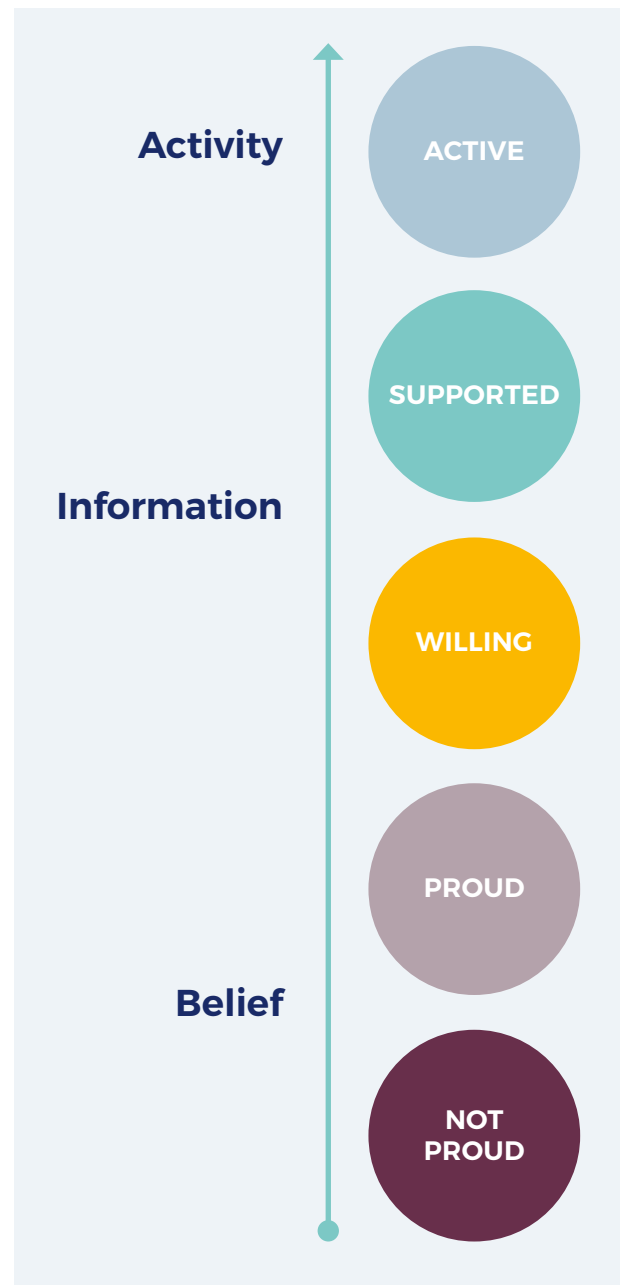 Activity
ACTIVE
SUPPORTED
Information
WILLING
PROUD
Belief
NOT
PROUD